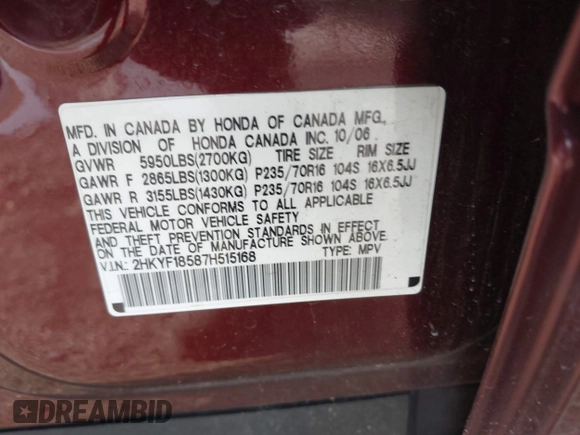 MFD. IN CANADA BY HONDA OF CANADA MFG.,
A DIVISION OF HONDA CANADA INC. 10/06
GVWR 5950LBS(2700KG) TIRE SIZE RIM SIZE
GAWR F 2865LBS(1300KG) P235/70R16 104S 16X6.5JJ
GAWR R 3155LBS(1430KG) P235/70R16 104S 16X6.5JJ
THIS VEHICLE CONFORMS TO ALL APPLICABLE
FEDERAL MOTOR VEHICLE SAFETY
AND THEFT PREVENTION STANDARDS IN EFFECT
ON THE DATE OF MANUFACTURE SHOWN ABOVE.
V.I.N.: 2HKYF18587H515168 TYPE: MPV
DREAMBID